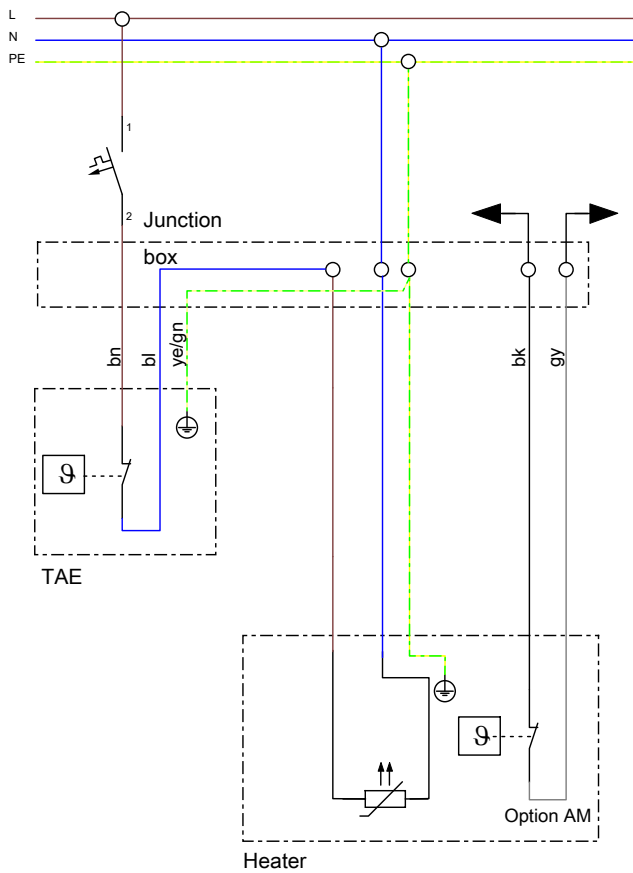 L
N
PE
1
2
Junction
box
bn
bl
ye/gn
bk
gy
ϑ
TAE
ϑ
Option AM
Heater